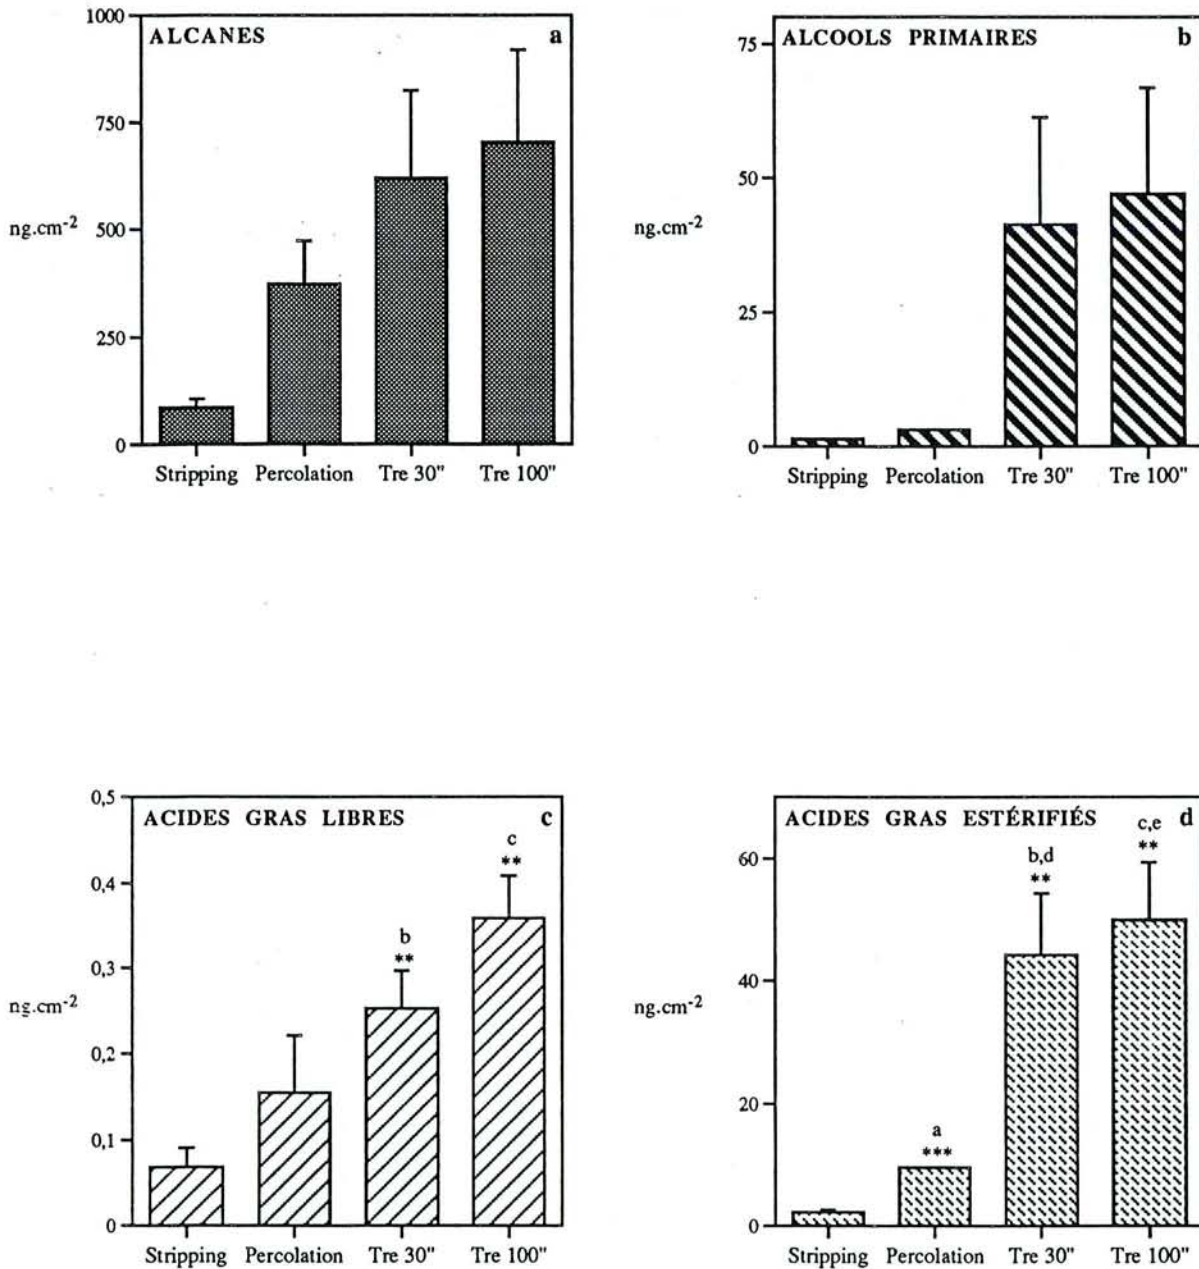 ALCANES a
1000
750
500
250
0
ng.cm-2
Stripping Percolation Tre 30" Tre 100"
ALCOOLS PRIMAIRES b
75
50
25
0
ng.cm-2
Stripping Percolation Tre 30" Tre 100"
ACIDES GRAS LIBRES c
0,5
0,4
0,3
0,2
0,1
0
ng.cm-2
b
**
c
**
Stripping Percolation Tre 30" Tre 100"
ACIDES GRAS ESTÉRIFIÉS d
60
40
20
0
ng.cm-2
a
***
b,d
**
c,e
**
Stripping Percolation Tre 30" Tre 100"